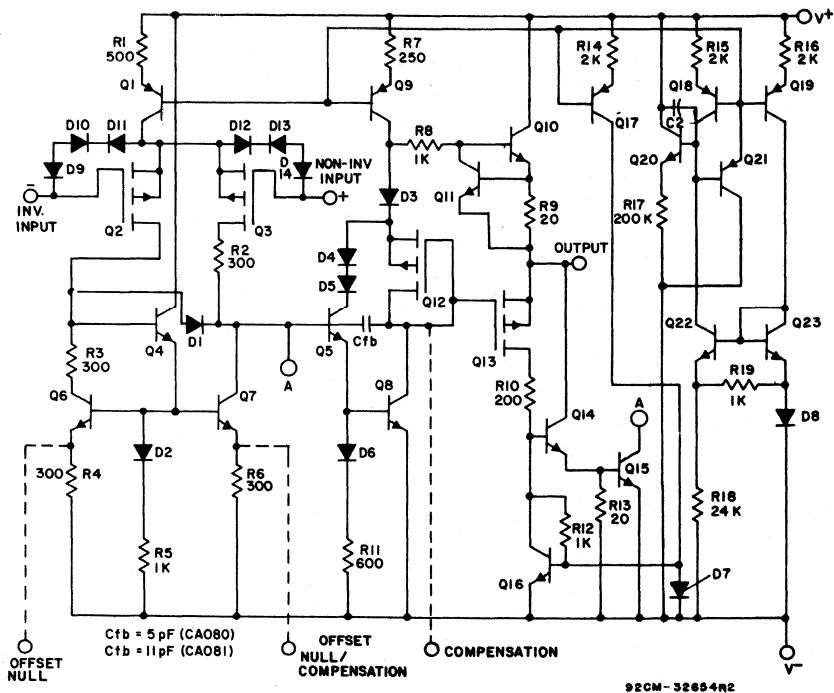 V+
R1
500
R7
250
R14
2K
R15
2K
R16
2K
Q1
Q9
Q18
Q19
Q10
Q17
C2
D10
D11
D12
D13
R8
1K
D9
D
14
NON-INV
INPUT
+
Q20
Q21
Q11
−
INV.
INPUT
Q2
Q3
D3
R9
20
R17
200K
R2
300
D4
OUTPUT
D5
Q12
D1
Q4
Q5
Cfb
Q13
Q22
Q23
R3
300
A
R10
200
R19
1K
Q6
Q7
Q8
Q14
A
D8
D2
D6
Q15
300
R4
R6
300
R13
20
R18
24K
R12
1K
R5
1K
R11
600
Q16
D7
OFFSET
NULL
Cfb = 5pF (CA080)
Cfb = 11pF (CA081)
OFFSET
NULL/
COMPENSATION
COMPENSATION
V−
92CM-32654R2